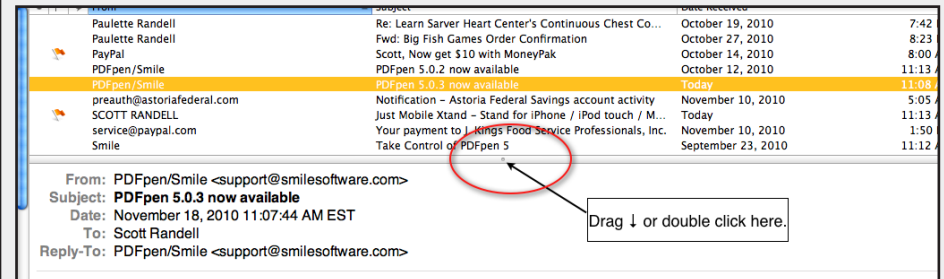 From Subject Date Received
Paulette Randell Re: Learn Sarver Heart Center's Continuous Chest Co... October 19, 2010 7:42
Paulette Randell Fwd: Big Fish Games Order Confirmation October 27, 2010 8:23
PayPal Scott, Now get $10 with MoneyPak October 14, 2010 8:00
PDFpen/Smile PDFpen 5.0.2 now available October 12, 2010 11:13
PDFpen/Smile PDFpen 5.0.3 now available Today 11:08
preauth@astoriafederal.com Notification – Astoria Federal Savings account activity November 10, 2010 5:05
SCOTT RANDELL Just Mobile Xtand – Stand for iPhone / iPod touch / M... Today 11:13
service@paypal.com Your payment to J. Kings Food Service Professionals, Inc. November 10, 2010 1:50
Smile Take Control of PDFpen 5 September 23, 2010 11:12
From: PDFpen/Smile <support@smilesoftware.com>
Subject: PDFpen 5.0.3 now available
Date: November 18, 2010 11:07:44 AM EST
Drag ↓ or double click here.
To: Scott Randell
Reply-To: PDFpen/Smile <support@smilesoftware.com>